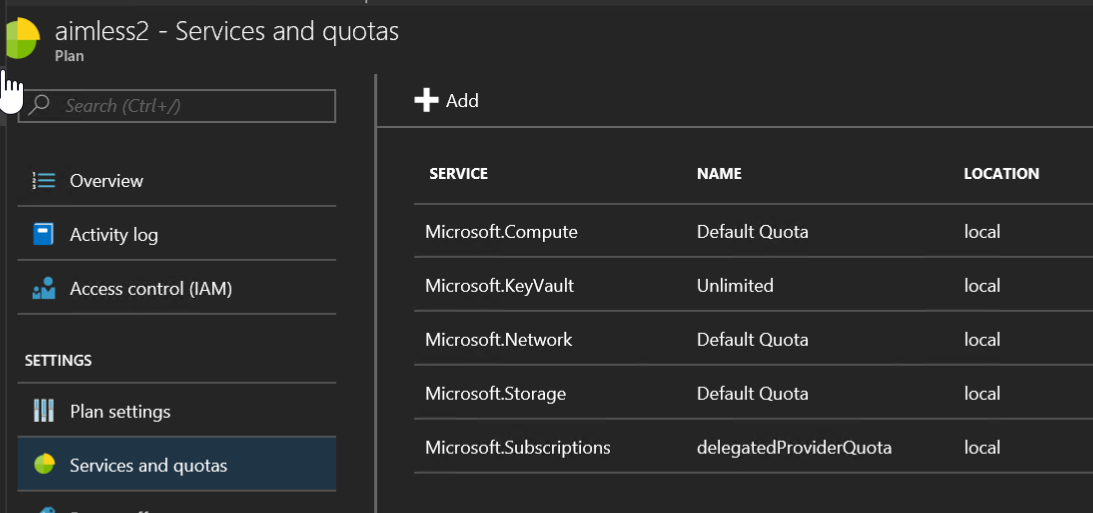 aimless2 - Services and quotas
Plan
Search (Ctrl+/)
Overview
Activity log
Access control (IAM)
SETTINGS
Plan settings
Services and quotas
Add
SERVICE NAME LOCATION
Microsoft.Compute Default Quota local
Microsoft.KeyVault Unlimited local
Microsoft.Network Default Quota local
Microsoft.Storage Default Quota local
Microsoft.Subscriptions delegatedProviderQuota local